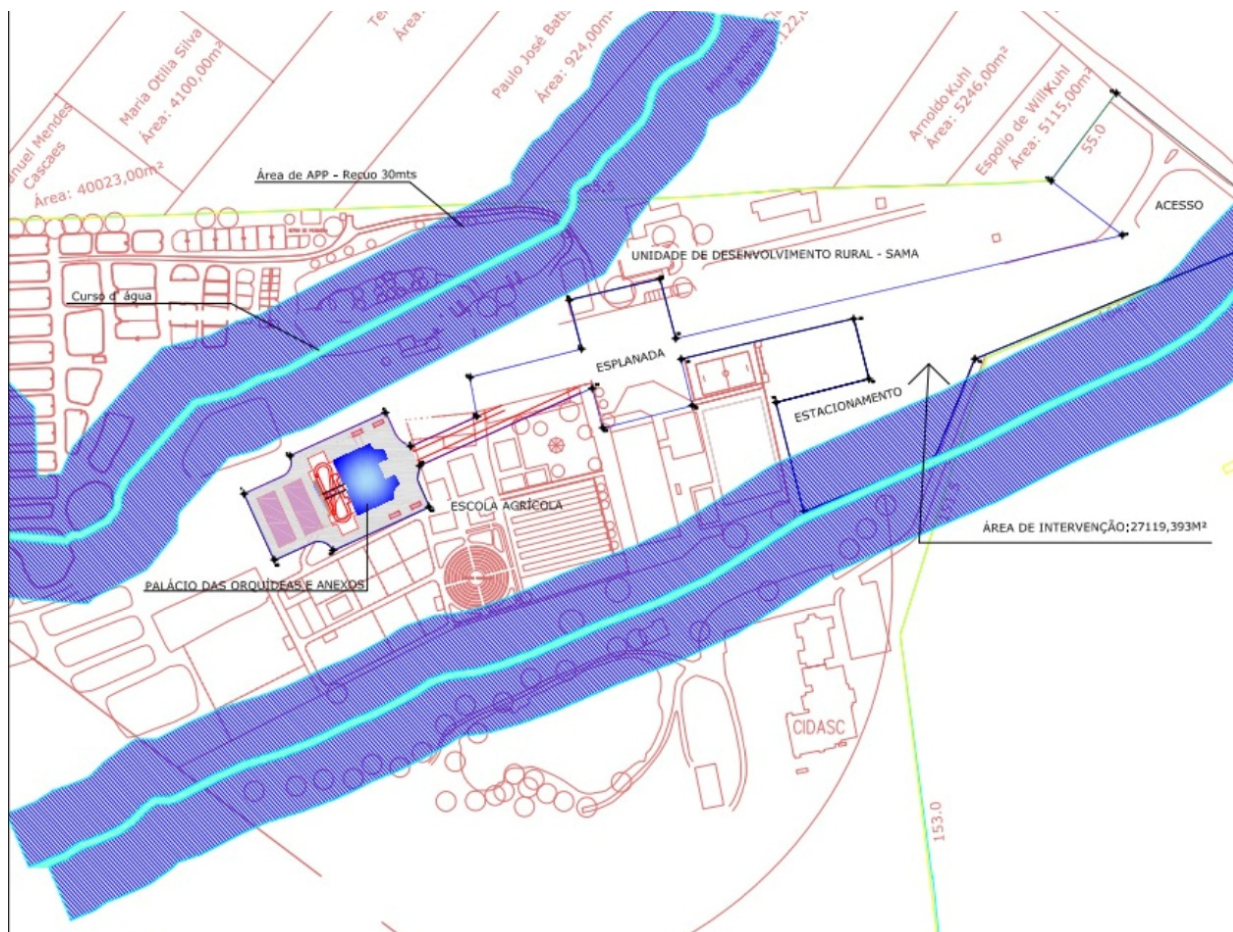 Maria Otilia Silva
Área: 4100,00m²
Mendes
Cascaes
Área: 40023,00m²
Paulo José
Área: 924,00m²
Arnoldo Kuhl
Área: 5246,00m²
Espolio de Willi Kuhl
Área: 5115,00m²
55.0
ACESSO
Área de APP - Recuo 30mts
UNIDADE DE DESENVOLVIMENTO RURAL - SAMA
Curso d' água
ESPLANADA
ESTACIONAMENTO
ESCOLA AGRÍCOLA
ÁREA DE INTERVENÇÃO:27119,393M²
PALÁCIO DAS ORQUÍDEAS E ANEXOS
CIDASC
153.0